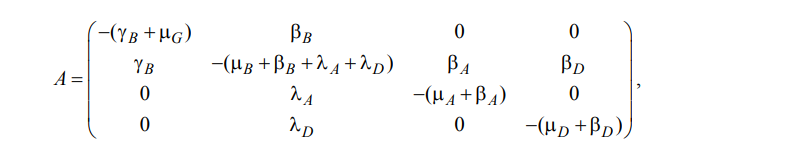 −(γ_B + μ_G) β_B 0 0
γ_B −(μ_B + β_B + λ_A + λ_D) β_A β_D
A =
0 λ_A −(μ_A + β_A) 0
0 λ_D 0 −(μ_D + β_D)
,